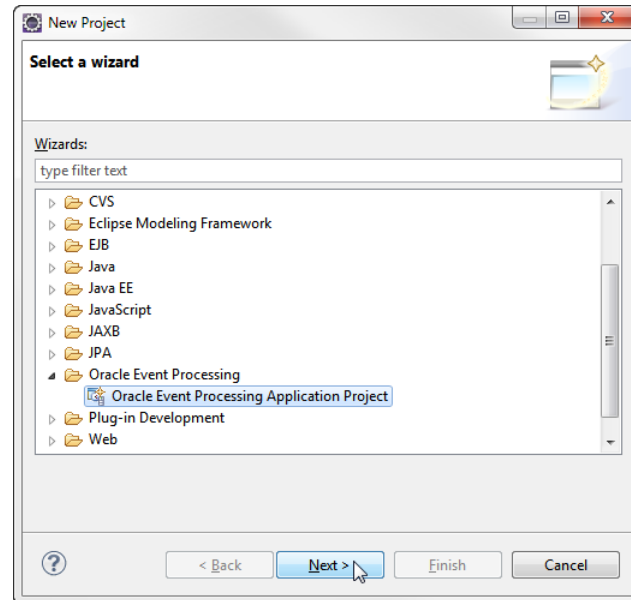 New Project
Select a wizard
Wizards:
type filter text
CVS
Eclipse Modeling Framework
EJB
Java
Java EE
JavaScript
JAXB
JPA
Oracle Event Processing
Oracle Event Processing Application Project
Plug-in Development
Web
? < Back Next > Finish Cancel